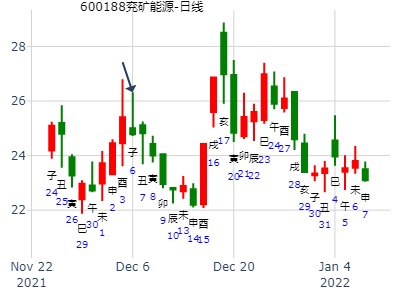 600188兖矿能源-日线
28
26
24
22
子
24
丑
25
寅
26
巳
29
午
30
未
1
申
2
酉
3
子
6
丑
7
寅
8
卯
9
辰
10
未
13
申
14
酉
15
戌
16
亥
17
寅
20
卯
21
辰
22
巳
23
午
24
酉
27
戌
28
亥
29
子
30
丑
31
巳
4
午
5
未
6
申
7
Nov 22
2021
Dec 6
Dec 20
Jan 4
2022